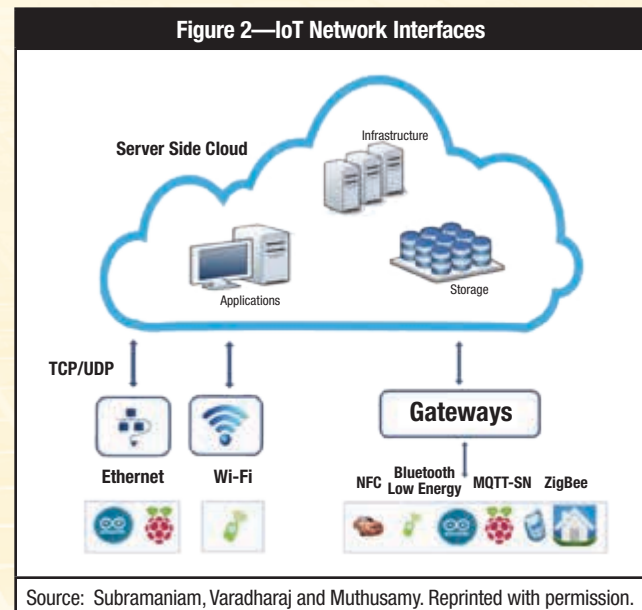 Figure 2—IoT Network Interfaces
Infrastructure
Server Side Cloud
Applications
Storage
TCP/UDP
Gateways
Ethernet
Wi-Fi
NFC
Bluetooth
Low Energy
MQTT-SN
ZigBee
Source: Subramaniam, Varadharaj and Muthusamy. Reprinted with permission.